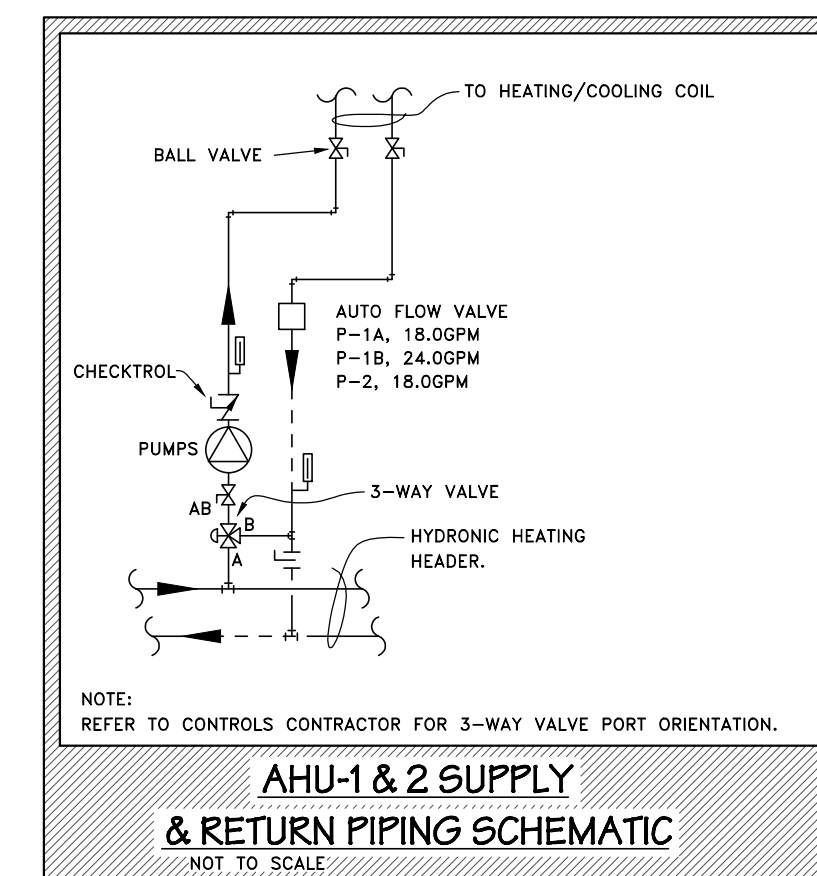 TO HEATING/COOLING COIL
BALL VALVE
AUTO FLOW VALVE
P-1A, 18.0GPM
P-1B, 24.0GPM
P-2, 18.0GPM
CHECKTROL
PUMPS
3-WAY VALVE
AB
B
A
HYDRONIC HEATING
HEADER.
NOTE:
REFER TO CONTROLS CONTRACTOR FOR 3-WAY VALVE PORT ORIENTATION.
AHU-1 & 2 SUPPLY
& RETURN PIPING SCHEMATIC
NOT TO SCALE